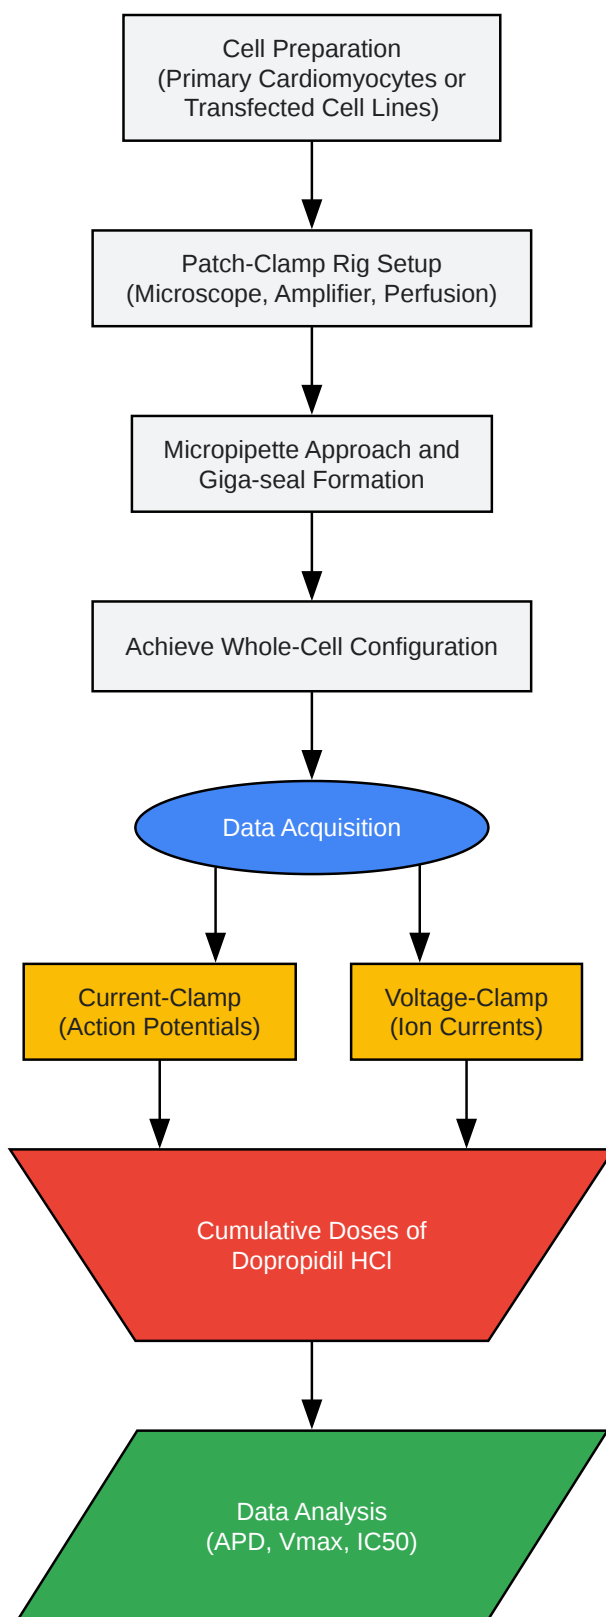 Cell Preparation
(Primary Cardiomyocytes or
Transfected Cell Lines)
Patch-Clamp Rig Setup
(Microscope, Amplifier, Perfusion)
Micropipette Approach and
Giga-seal Formation
Achieve Whole-Cell Configuration
Data Acquisition
Current-Clamp
(Action Potentials)
Voltage-Clamp
(Ion Currents)
Cumulative Doses of
Dopropidil HCl
Data Analysis
(APD, Vmax, IC50)